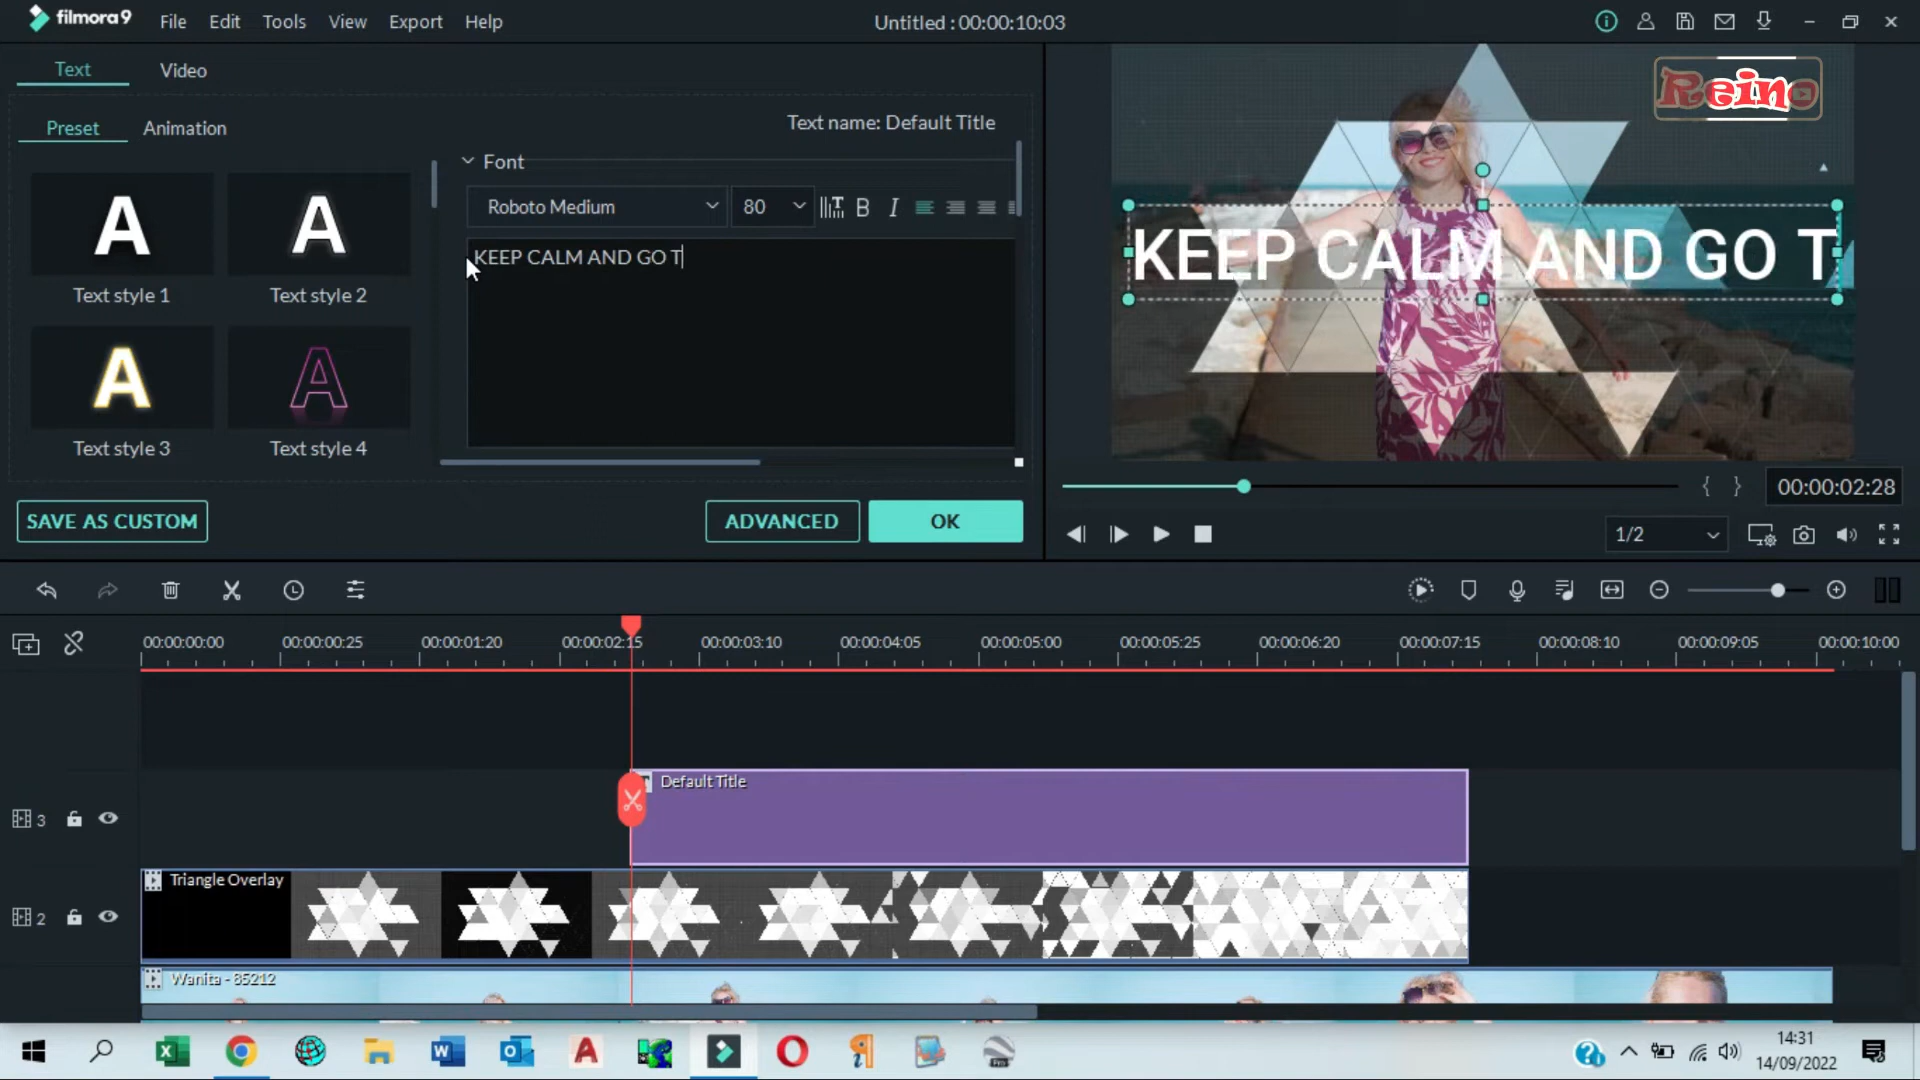 filmora9 File Edit Tools View Export Help Untitled : 00:00:10:03
Text Video
Preset Animation
Text name: Default Title
Font
Roboto Medium 80 B I
KEEP CALM AND GO T
A A
Text style 1 Text style 2
A A
Text style 3 Text style 4
SAVE AS CUSTOM ADVANCED OK
Reino
KEEP CALM AND GO T
{ } 00:00:02:28
1/2
00:00:00:00 00:00:00:25 00:00:01:20 00:00:02:15 00:00:03:10 00:00:04:05 00:00:05:00 00:00:05:25 00:00:06:20 00:00:07:15 00:00:08:10 00:00:09:05 00:00:10:00
3 Default Title
2 Triangle Overlay
Wanita - 85212
14:31
14/09/2022